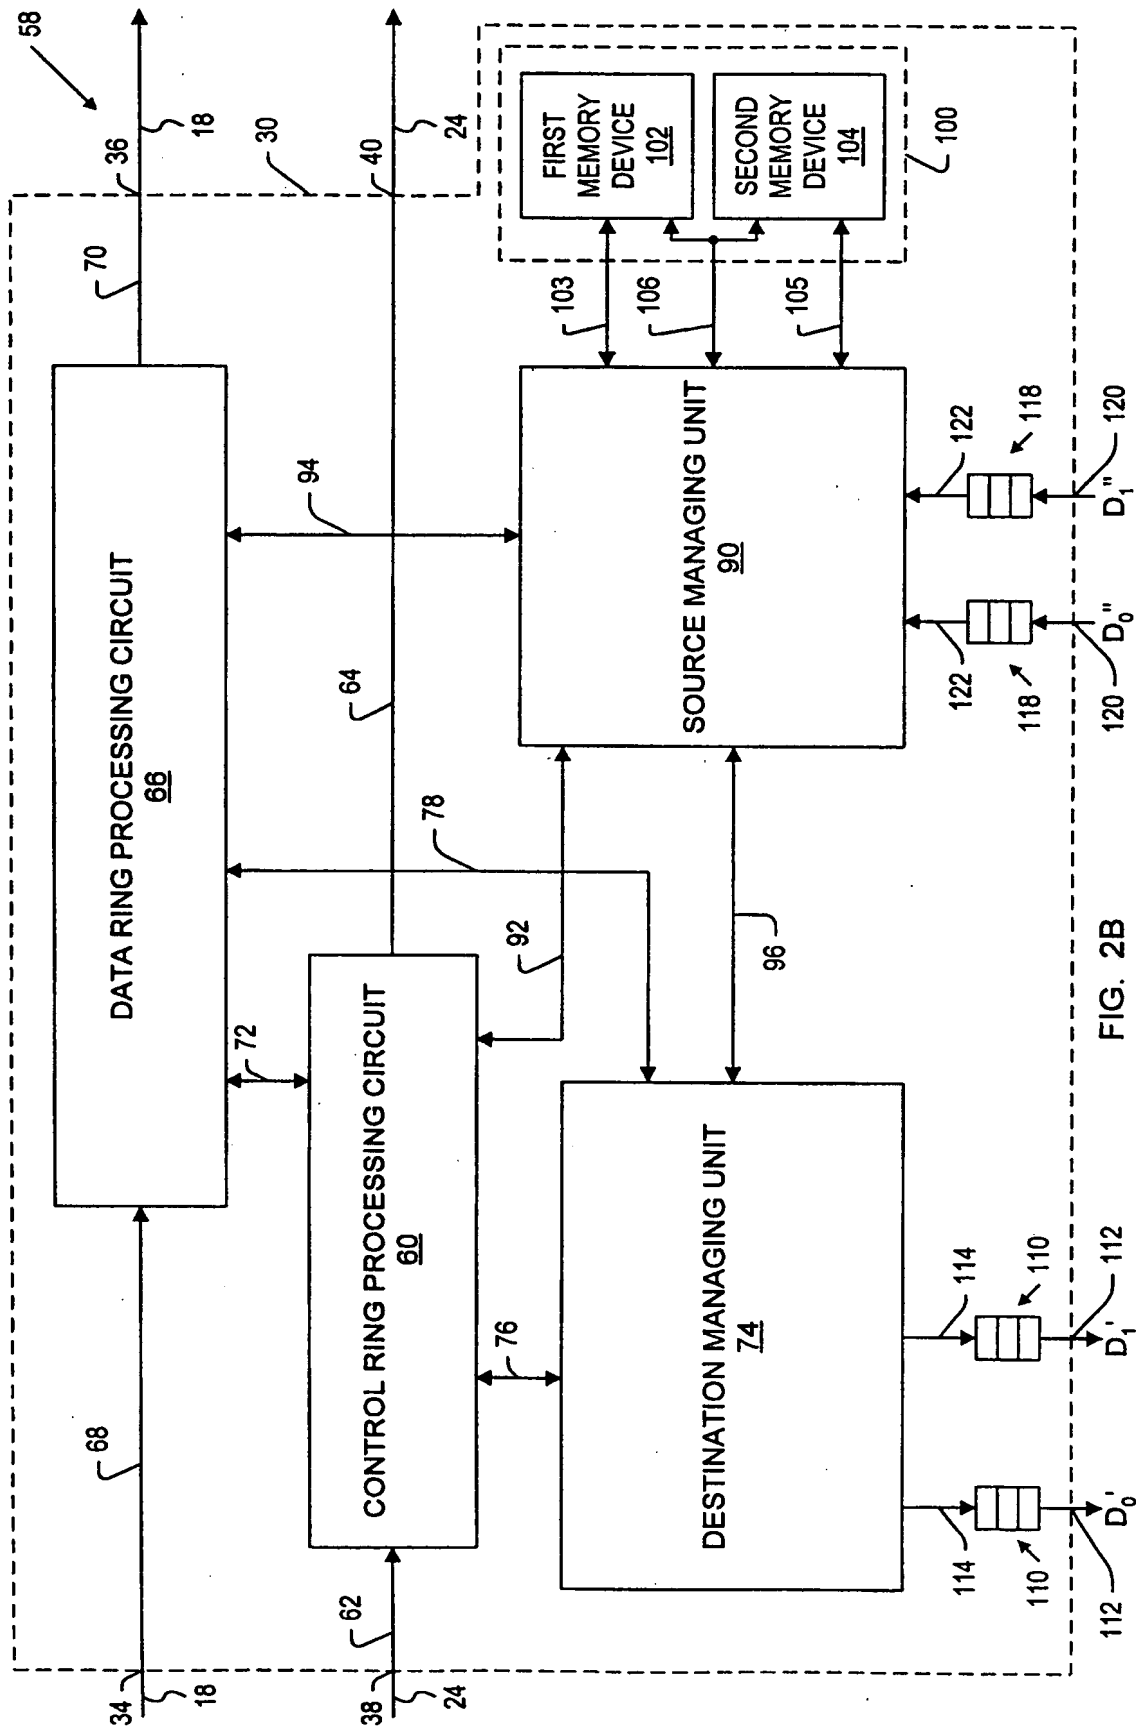 58
34
18
68
DATA RING PROCESSING CIRCUIT
66
70
36
18
30
38
24
62
CONTROL RING PROCESSING CIRCUIT
60
72
64
40
24
76
78
94
92
96
DESTINATION MANAGING UNIT
74
SOURCE MANAGING UNIT
90
103
106
105
FIRST
MEMORY
DEVICE
102
SECOND
MEMORY
DEVICE
104
100
114
114
110
110
112
112
D0'
D1'
122
122
118
118
120
120
D0"
D1"
FIG. 2B